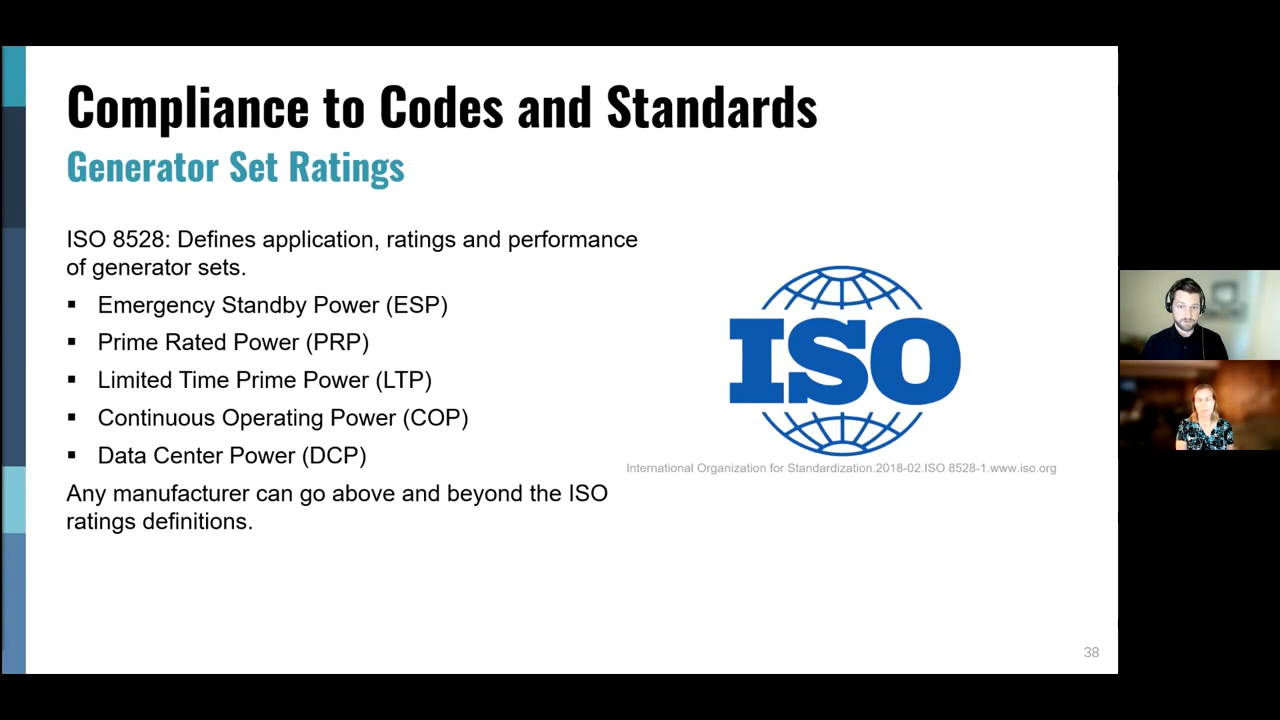 Compliance to Codes and Standards
Generator Set Ratings
ISO 8528: Defines application, ratings and performance
of generator sets.
▪ Emergency Standby Power (ESP)
▪ Prime Rated Power (PRP)
▪ Limited Time Prime Power (LTP)
▪ Continuous Operating Power (COP)
▪ Data Center Power (DCP)
Any manufacturer can go above and beyond the ISO
ratings definitions.
ISO
International Organization for Standardization.2018-02.ISO 8528-1.www.iso.org
38